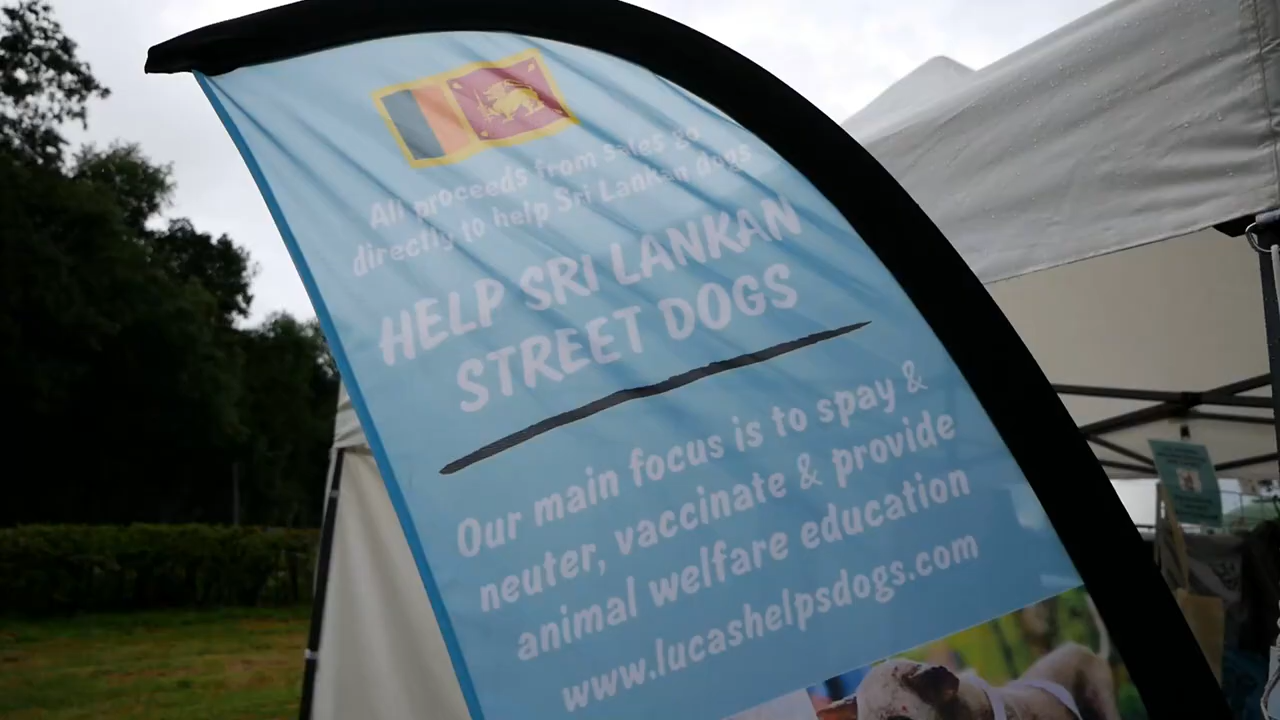 All proceeds from sales go
directly to help Sri Lankan dogs
HELP SRI LANKAN
STREET DOGS
Our main focus is to spay &
neuter, vaccinate & provide
animal welfare education
www.lucashelpsdogs.com